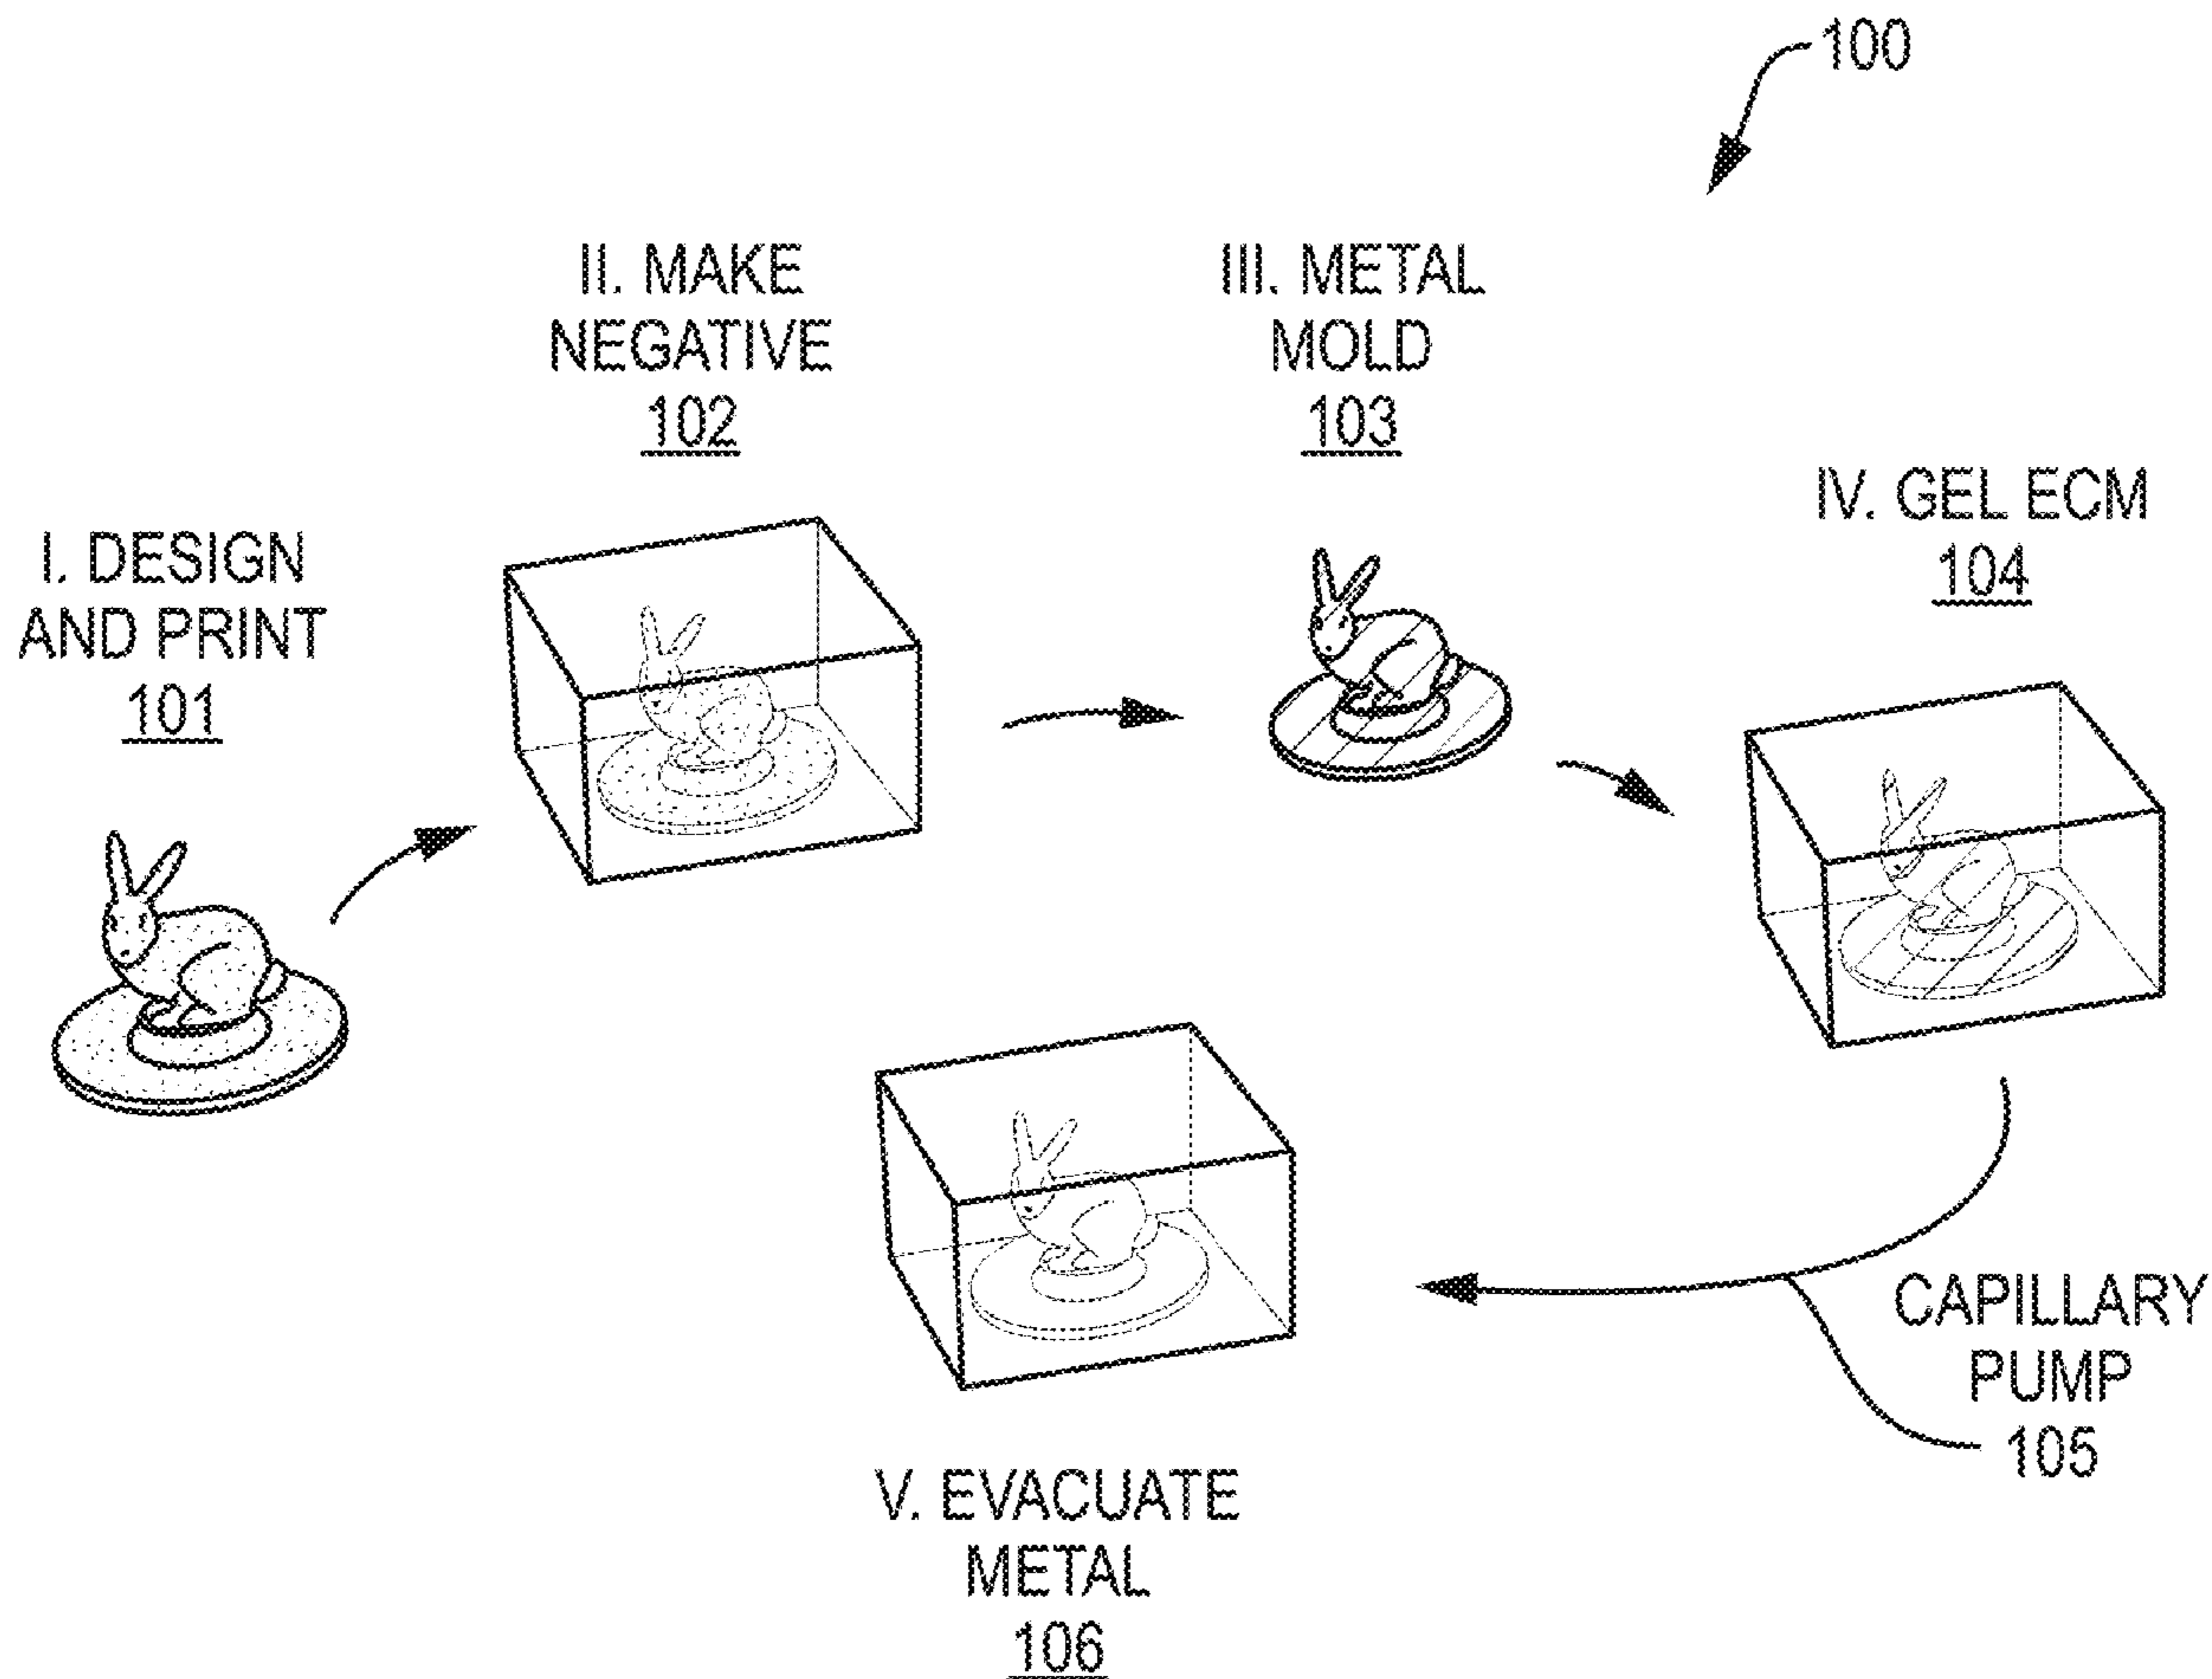 100
I. DESIGN
AND PRINT
101
II. MAKE
NEGATIVE
102
III. METAL
MOLD
103
IV. GEL ECM
104
CAPILLARY
PUMP
105
V. EVACUATE
METAL
106